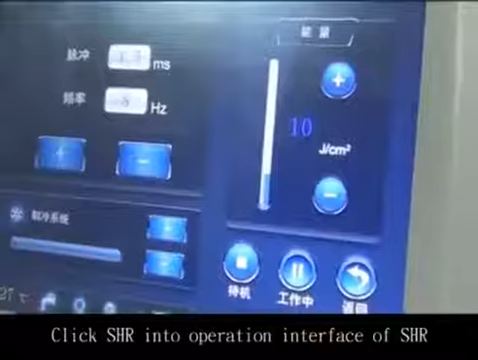 能量
脉冲 ms
频率 Hz
10
J/cm²
制冷系统
待机
工作中
返回
Click SHR into operation interface of SHR